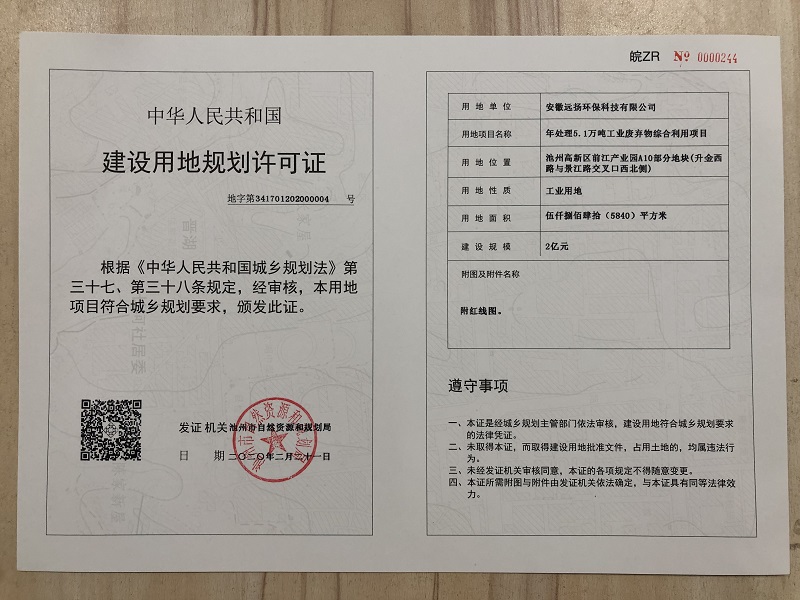 中华人民共和国
建设用地规划许可证
地字第341701202000004 号
根据《中华人民共和国城乡规划法》第
三十七、第三十八条规定，经审核，本用地
项目符合城乡规划要求，颁发此证。
发证机关 池州市自然资源和规划局
日 期 二〇二〇年二月二十一日
皖ZR № 0000244
用地单位 安徽远扬环保科技有限公司
用地项目名称 年处理5.1万吨工业废弃物综合利用项目
用地位置 池州高新区前江产业园A10部分地块(升金西
路与景江路交叉口西北侧)
用地性质 工业用地
用地面积 伍仟捌佰肆拾（5840）平方米
建设规模 2亿元
附图及附件名称
附红线图。
遵守事项
一、本证是经城乡规划主管部门依法审核，建设用地符合城乡规划要求
的法律凭证。
二、未取得本证，而取得建设用地批准文件，占用土地的，均属违法行
为。
三、未经发证机关审核同意，本证的各项规定不得随意变更。
四、本证所需附图与附件由发证机关依法确定，与本证具有同等法律效
力。